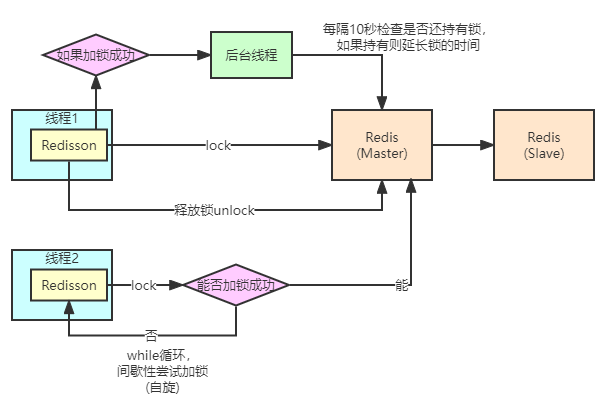 每隔10秒检查是否还持有锁，
如果持有则延长锁的时间
如果加锁成功
后台线程
线程1
Redisson
lock
Redis
(Master)
Redis
(Slave)
释放锁unlock
线程2
Redisson
lock
能否加锁成功
能
否
while循环，
间歇性尝试加锁
(自旋)